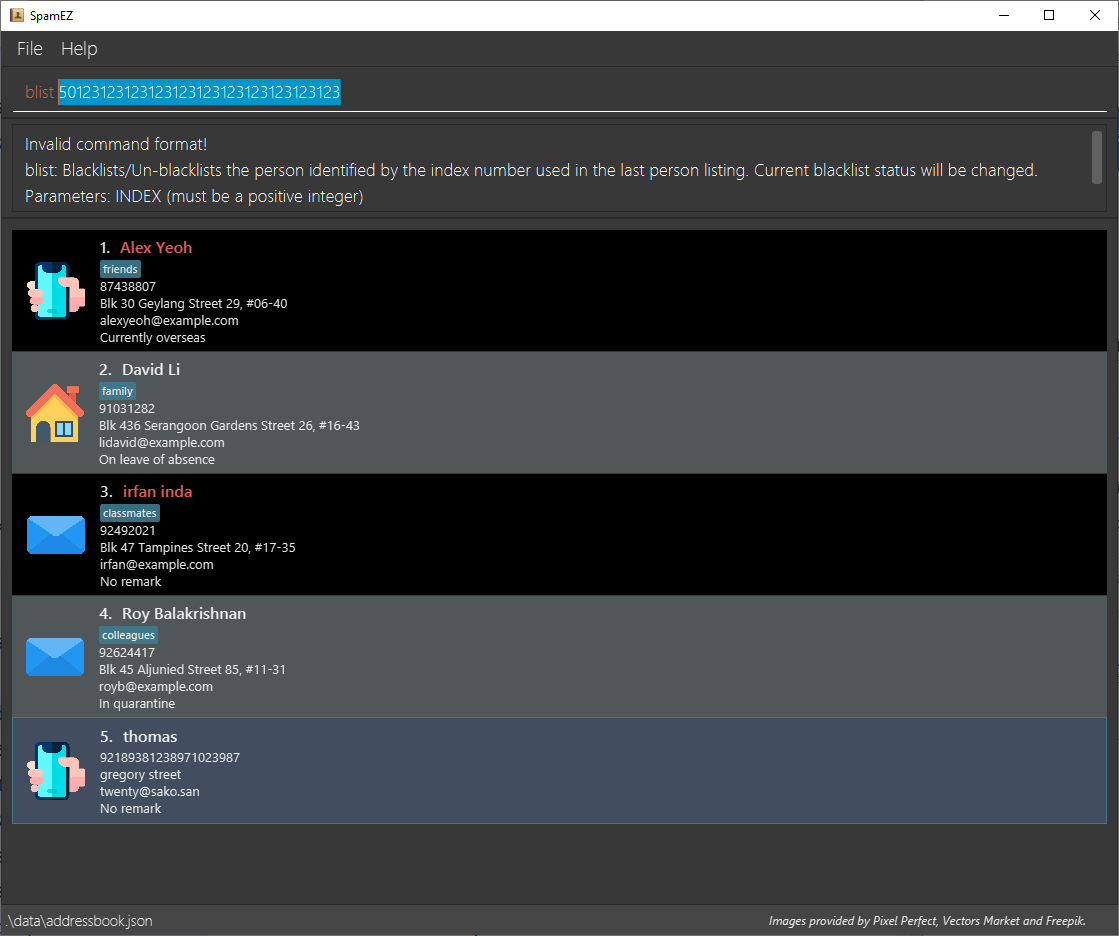 SpamEZ
File Help
blist 50123123123123123123123123123123123
Invalid command format!
blist: Blacklists/Un-blacklists the person identified by the index number used in the last person listing. Current blacklist status will be changed.
Parameters: INDEX (must be a positive integer)
1. Alex Yeoh
friends
87438807
Blk 30 Geylang Street 29, #06-40
alexyeoh@example.com
Currently overseas
2. David Li
family
91031282
Blk 436 Serangoon Gardens Street 26, #16-43
lidavid@example.com
On leave of absence
3. irfan inda
classmates
92492021
Blk 47 Tampines Street 20, #17-35
irfan@example.com
No remark
4. Roy Balakrishnan
colleagues
92624417
Blk 45 Aljunied Street 85, #11-31
royb@example.com
In quarantine
5. thomas
92189381238971023987
gregory street
twenty@sako.san
No remark
.\data\addressbook.json
Images provided by Pixel Perfect, Vectors Market and Freepik.